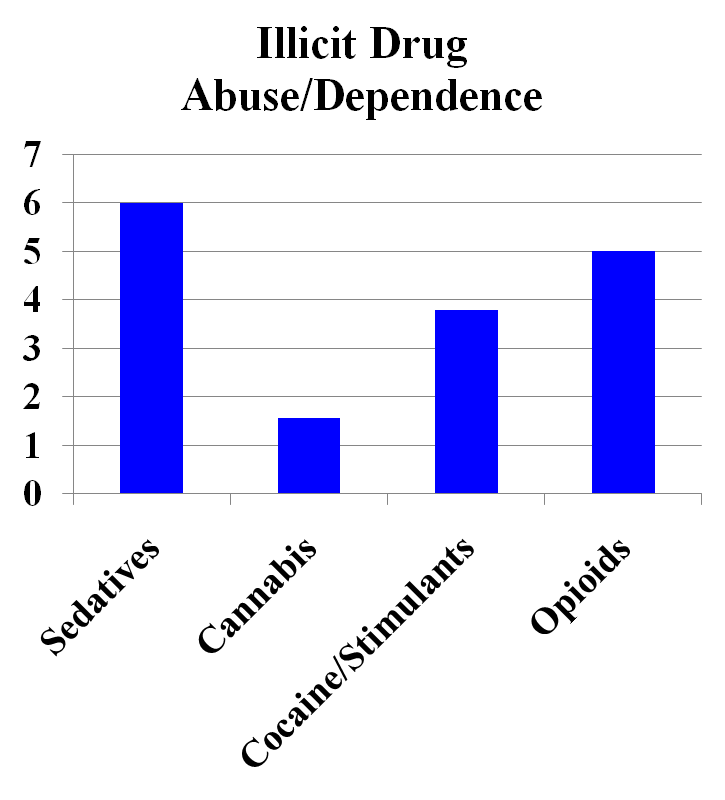 Illicit Drug
Abuse/Dependence
7
6
5
4
3
2
1
0
Sedatives
Cannabis
Cocaine/Stimulants
Opioids